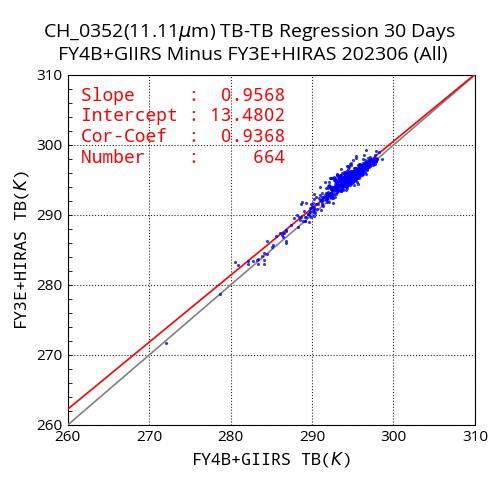 CH_0352(11.11μm) TB-TB Regression 30 Days
FY4B+GIIRS Minus FY3E+HIRAS 202306 (All)
Slope : 0.9568
Intercept : 13.4802
Cor-Coef : 0.9368
Number : 664
310
300
290
280
270
260
FY3E+HIRAS TB(K)
260 270 280 290 300 310
FY4B+GIIRS TB(K)